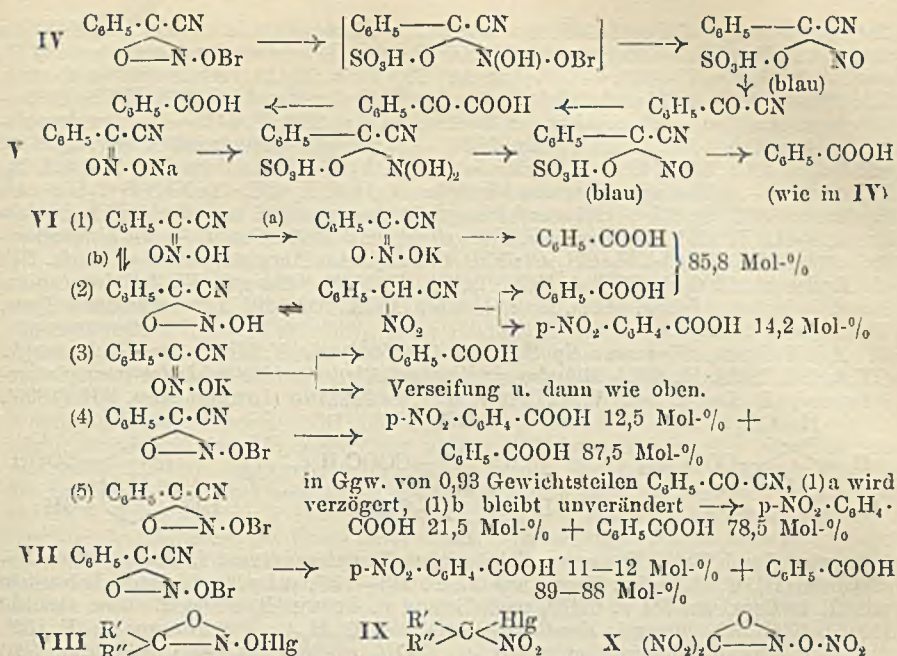 IV C₆H₅·C·CN ⟶ C₆H₅——C·CN ⟶ C₆H₅——C·CN
O——N·OBr SO₃H·O N(OH)·OBr SO₃H·O NO
(blau)
C₆H₅·COOH ← C₆H₅·CO·COOH ← C₆H₅·CO·CN
V C₆H₅·C·CN C₆H₅——C·CN C₆H₅——C·CN
ON·ONa → SO₃H·O N(OH)₂ → SO₃H·O NO → C₆H₅·COOH
(blau) (wie in IV)
VI (1) C₆H₅·C·CN (a) → C₆H₅·C·CN → C₆H₅·COOH
(b) ⇅ ON·OH O·N·OK 85,8 Mol-%
(2) C₆H₅·C·CN C₆H₅·CH·CN → C₆H₅·COOH
O——N·OH ⇌ NO₂ → p-NO₂·C₆H₄·COOH 14,2 Mol-%
(3) C₆H₅·C·CN → C₆H₅·COOH
ON·OK → Verseifung u. dann wie oben.
(4) C₆H₅·C·CN → p-NO₂·C₆H₄·COOH 12,5 Mol-% +
O——N·OBr C₆H₅·COOH 87,5 Mol-%
(5) C₆H₅·C·CN in Ggw. von 0,93 Gewichtsteilen C₆H₅·CO·CN, (1)a wird
O——N·OBr verzögert, (1)b bleibt unverändert → p-NO₂·C₆H₄·
COOH 21,5 Mol-% + C₆H₅COOH 78,5 Mol-%
VII C₆H₅·C·CN → p-NO₂·C₆H₄·COOH 11—12 Mol-% + C₆H₅·COOH
O——N·OBr 89—88 Mol-%
VIII R' R''>C——O——N·OHlg IX R' R''>C<Hlg NO₂ X (NO₂)₂C——O——N·O·NO₂